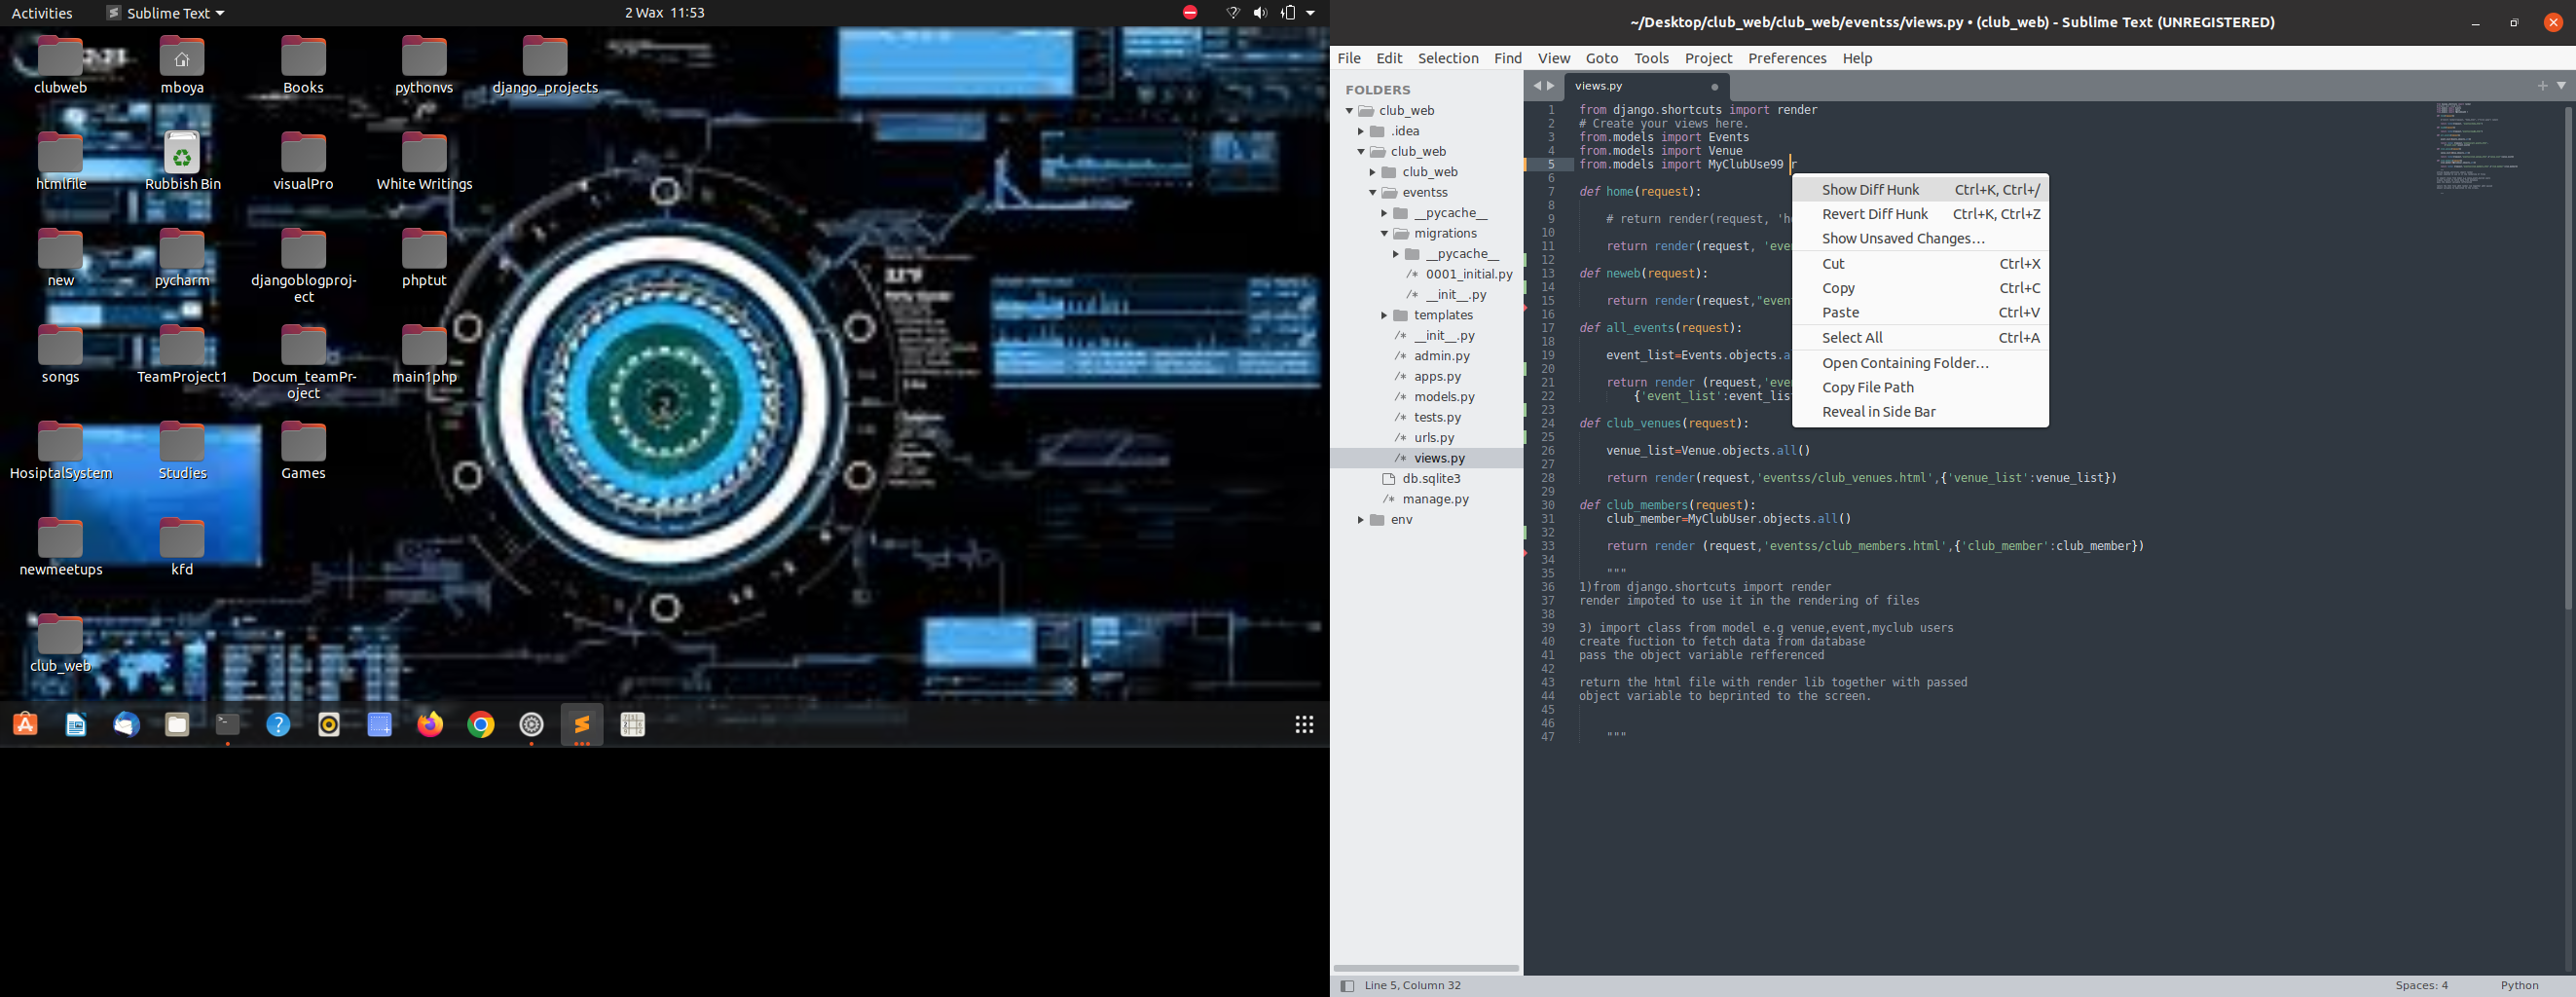 Activities
Sublime Text
2 Wax 11:53
clubweb
mboya
Books
pythonvs
django_projects
htmlfile
Rubbish Bin
visualPro
White Writings
new
pycharm
djangoblogproj-
ect
phptut
songs
TeamProject1
Docum_teamPr-
oject
main1php
HosiptalSystem
Studies
Games
newmeetups
kfd
club_web
~/Desktop/club_web/club_web/eventss/views.py • (club_web) - Sublime Text (UNREGISTERED)
File Edit Selection Find View Goto Tools Project Preferences Help
FOLDERS
club_web
.idea
club_web
club_web
eventss
__pycache__
migrations
__pycache__
/* 0001_initial.py
/* __init__.py
templates
/* __init__.py
/* admin.py
/* apps.py
/* models.py
/* tests.py
/* urls.py
/* views.py
db.sqlite3
/* manage.py
env
views.py
1 from django.shortcuts import render
2 # Create your views here.
3 from.models import Events
4 from.models import Venue
5 from.models import MyClubUse99 r
6
7 def home(request):
8
9 # return render(request, 'h
10
11 return render(request, 'eve
12
13 def neweb(request):
14
15 return render(request,"even
16
17 def all_events(request):
18
19 event_list=Events.objects.a
20
21 return render (request,'eve
22 {'event_list':event_lis
23
24 def club_venues(request):
25
26 venue_list=Venue.objects.all()
27
28 return render(request,'eventss/club_venues.html',{'venue_list':venue_list})
29
30 def club_members(request):
31 club_member=MyClubUser.objects.all()
32
33 return render (request,'eventss/club_members.html',{'club_member':club_member})
34
35 """
36 1)from django.shortcuts import render
37 render impoted to use it in the rendering of files
38
39 3) import class from model e.g venue,event,myclub users
40 create fuction to fetch data from database
41 pass the object variable refferenced
42
43 return the html file with render lib together with passed
44 object variable to beprinted to the screen.
45
46
47 """
Show Diff Hunk Ctrl+K, Ctrl+/
Revert Diff Hunk Ctrl+K, Ctrl+Z
Show Unsaved Changes…
Cut Ctrl+X
Copy Ctrl+C
Paste Ctrl+V
Select All Ctrl+A
Open Containing Folder…
Copy File Path
Reveal in Side Bar
Line 5, Column 32
Spaces: 4
Python